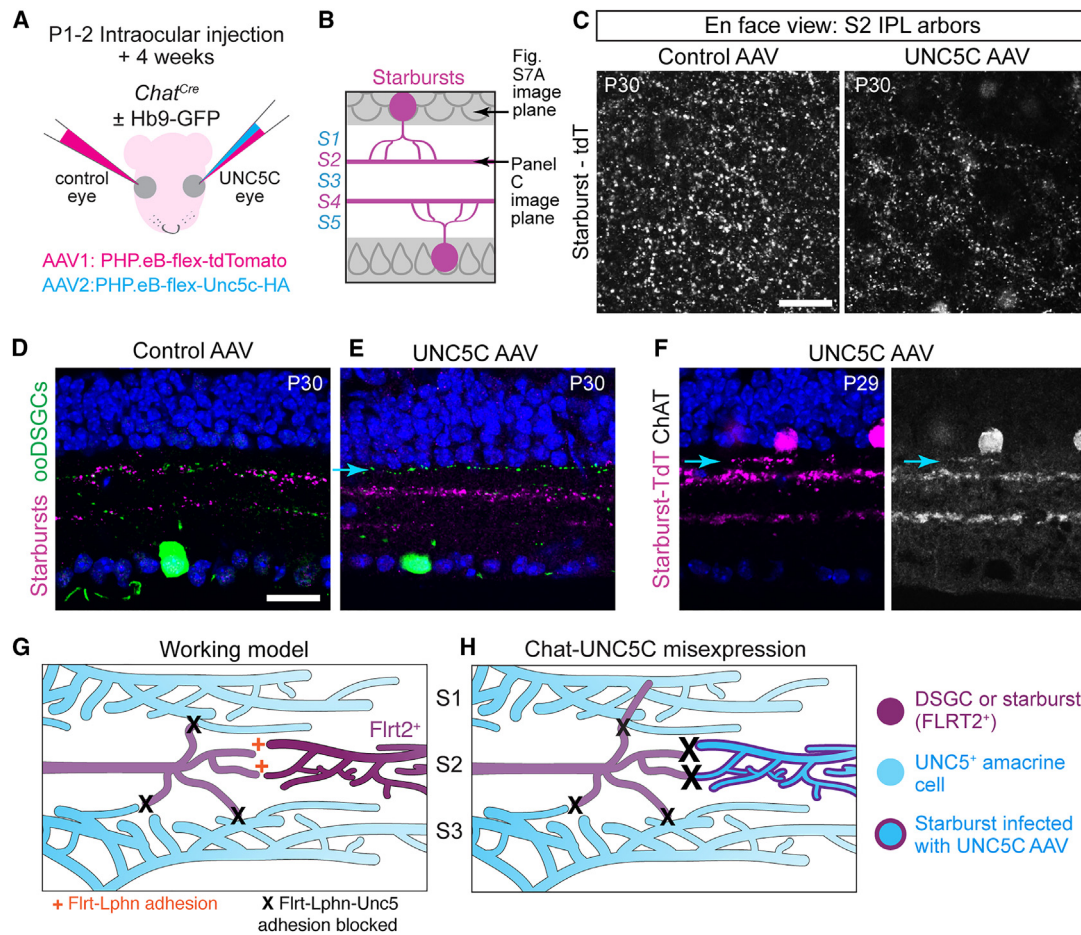 A
P1-2 Intraocular injection
+ 4 weeks
Chat^Cre
± Hb9-GFP
control
eye
UNC5C
eye
AAV1: PHP.eB-flex-tdTomato
AAV2:PHP.eB-flex-Unc5c-HA
B
Starbursts
S1
S2
S3
S4
S5
Fig.
S7A
image
plane
Panel
C
image
plane
C
En face view: S2 IPL arbors
Control AAV
UNC5C AAV
P30
P30
Starburst - tdT
D
Control AAV
P30
Starbursts ooDSGCs
E
UNC5C AAV
P30
F
UNC5C AAV
P29
Starburst-TdT ChAT
G
Working model
Flrt2+
S1
S2
S3
+ Flrt-Lphn adhesion
X Flrt-Lphn-Unc5
adhesion blocked
H
Chat-UNC5C misexpression
DSGC or starburst
(FLRT2+)
UNC5+ amacrine
cell
Starburst infected
with UNC5C AAV